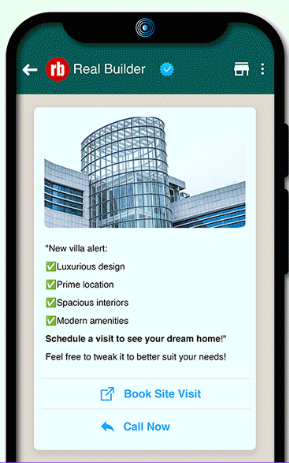 rb Real Builder
"New villa alert:
✅Luxurious design
✅Prime location
✅Spacious interiors
✅Modern amenities
Schedule a visit to see your dream home!"
Feel free to tweak it to better suit your needs!
Book Site Visit
Call Now